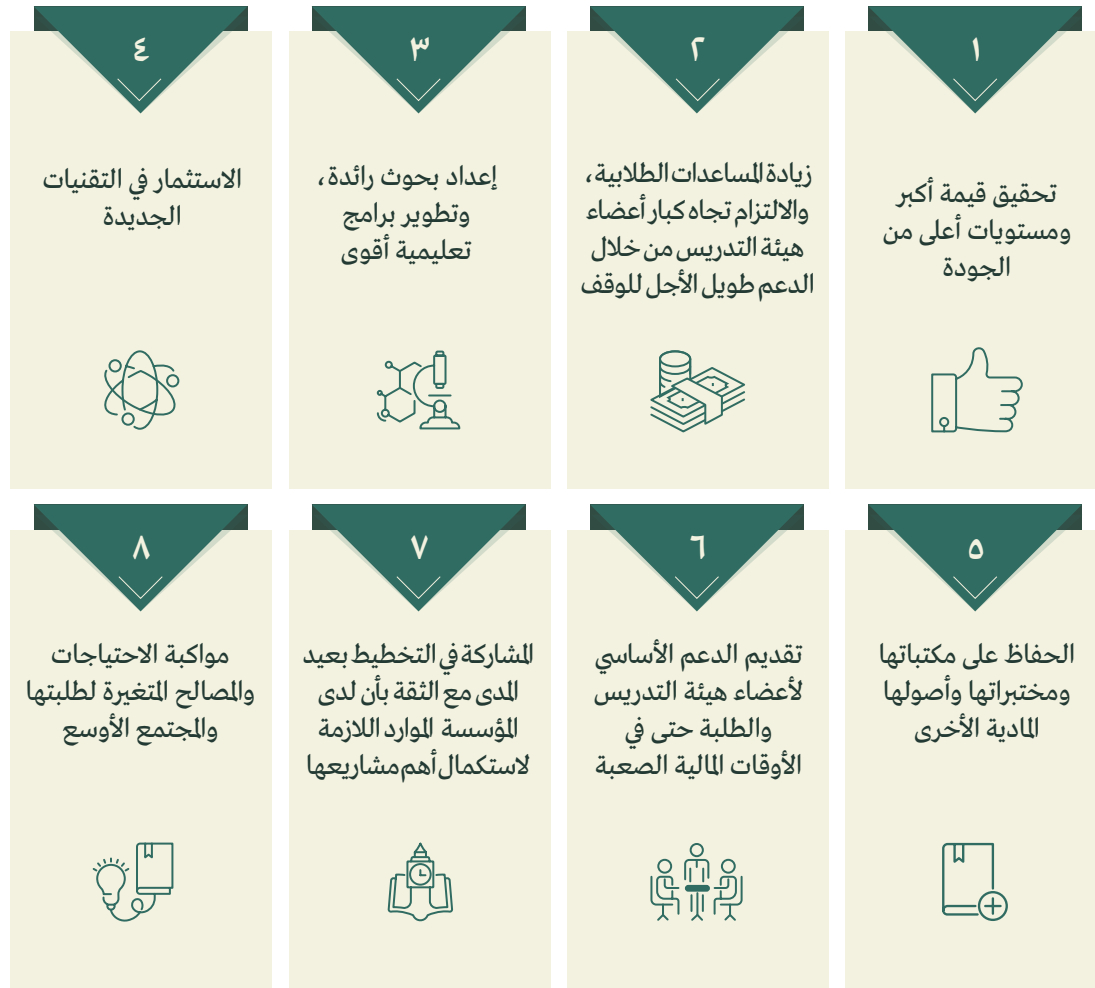 ١
تحقيق قيمة أكبر
ومستويات أعلى من
الجودة
٢
زيادة المساعدات الطلابية،
والالتزام تجاه كبار أعضاء
هيئة التدريس من خلال
الدعم طويل الأجل للوقف
٣
إعداد بحوث رائدة،
وتطوير برامج
تعليمية أقوى
٤
الاستثمار في التقنيات
الجديدة
٥
الحفاظ على مكتباتها
ومختبراتها وأصولها
المادية الأخرى
٦
تقديم الدعم الأساسي
لأعضاء هيئة التدريس
والطلبة حتى في
الأوقات المالية الصعبة
٧
المشاركة في التخطيط بعيد
المدى مع الثقة بأن لدى
المؤسسة الموارد اللازمة
لاستكمال أهم مشاريعها
٨
مواكبة الاحتياجات
والمصالح المتغيرة لطلبتها
والمجتمع الأوسع